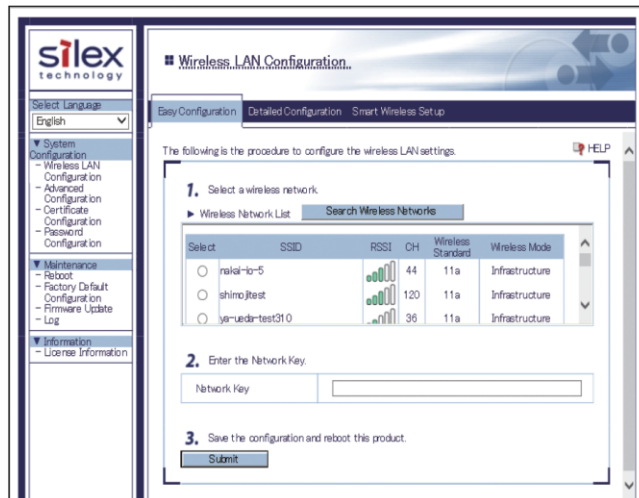 silex
technology
Select Language
English
▼ System
Configuration
- Wireless LAN
Configuration
- Advanced
Configuration
- Certificate
Configuration
- Password
Configuration
▼ Maintenance
- Reboot
- Factory Default
Configuration
- Firmware Update
- Log
▼ Information
- License Information
Wireless LAN Configuration
Easy Configuration Detailed Configuration Smart Wireless Setup
The following is the procedure to configure the wireless LAN settings.
HELP
1. Select a wireless network.
▶ Wireless Network List Search Wireless Networks
Select SSID RSSI CH Wireless Standard Wireless Mode
nakai-io-5 44 11a Infrastructure
shimojitest 120 11a Infrastructure
ya-ueda-test310 36 11a Infrastructure
2. Enter the Network Key.
Network Key
3. Save the configuration and reboot this product.
Submit